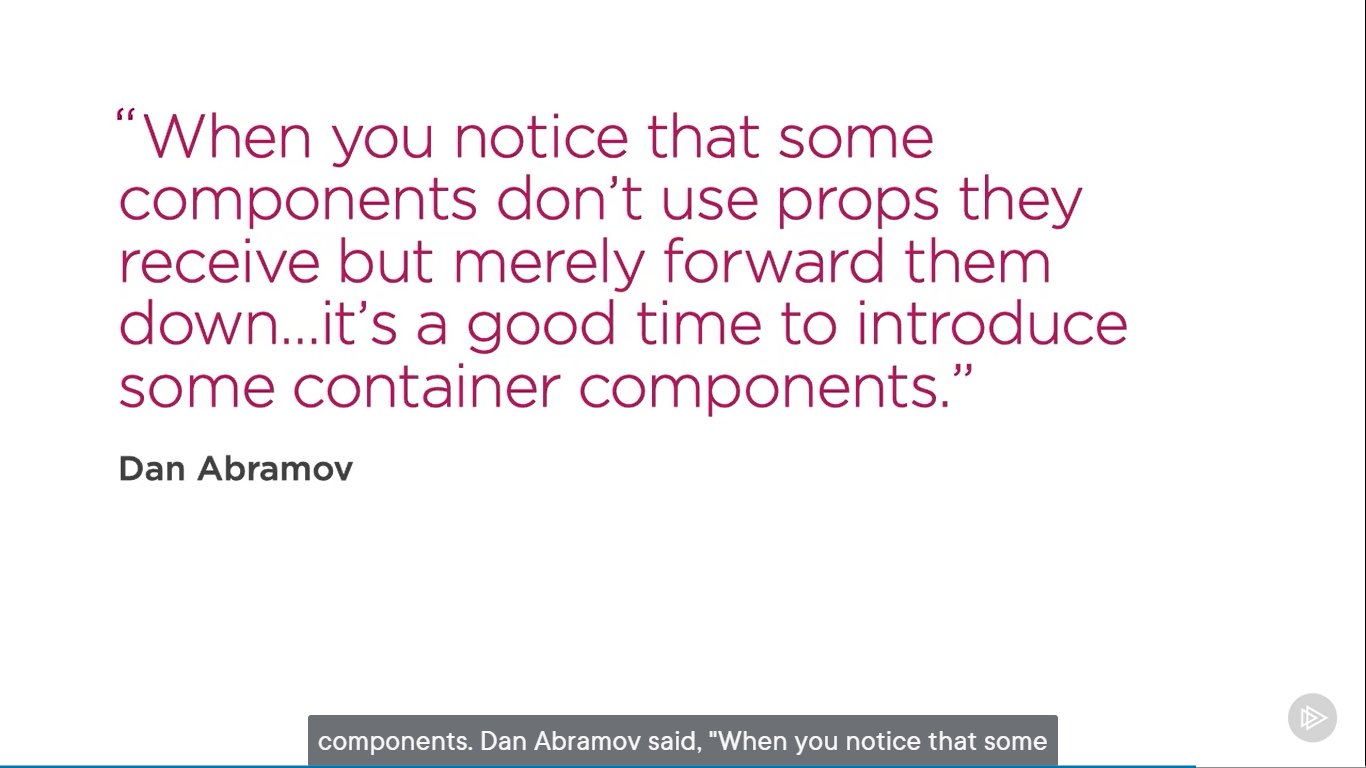 “When you notice that some
components don’t use props they
receive but merely forward them
down...it’s a good time to introduce
some container components.”
Dan Abramov
components. Dan Abramov said, "When you notice that some